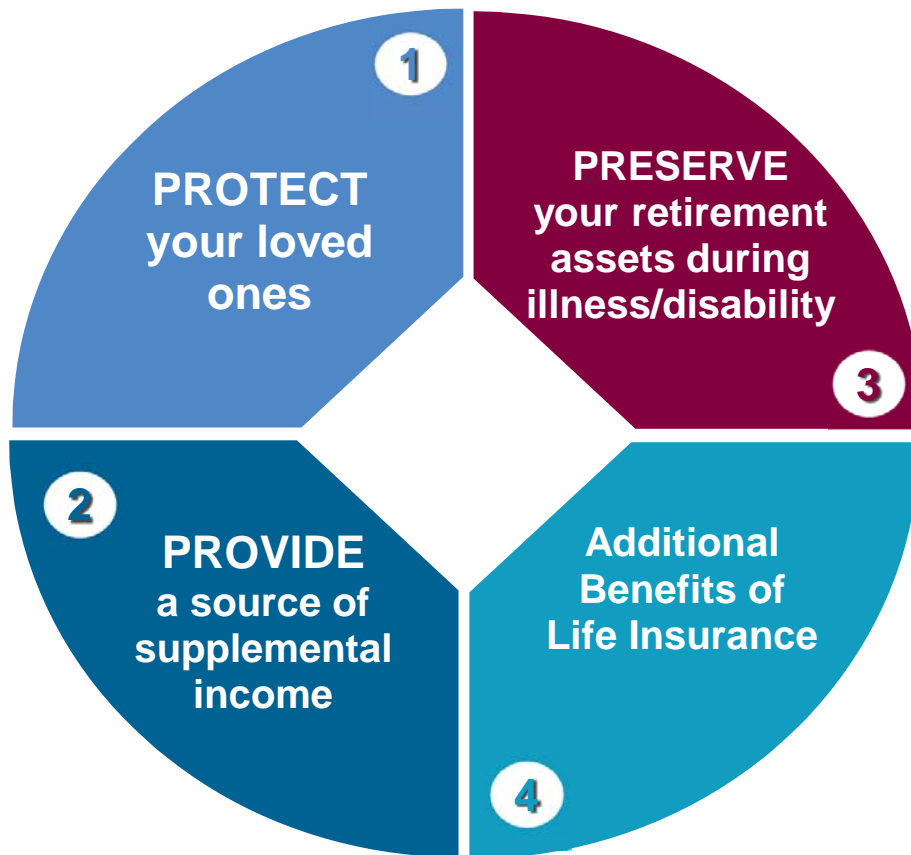 1
PROTECT
your loved
ones
2
PROVIDE
a source of
supplemental
income
PRESERVE
your retirement
assets during
illness/disability
3
Additional
Benefits of
Life Insurance
4